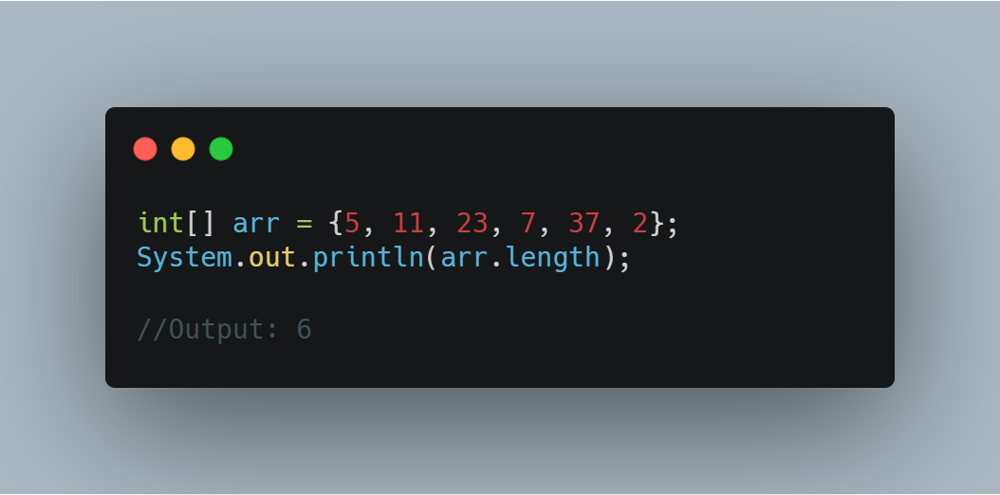 int[] arr = {5, 11, 23, 7, 37, 2};
System.out.println(arr.length);
//Output: 6